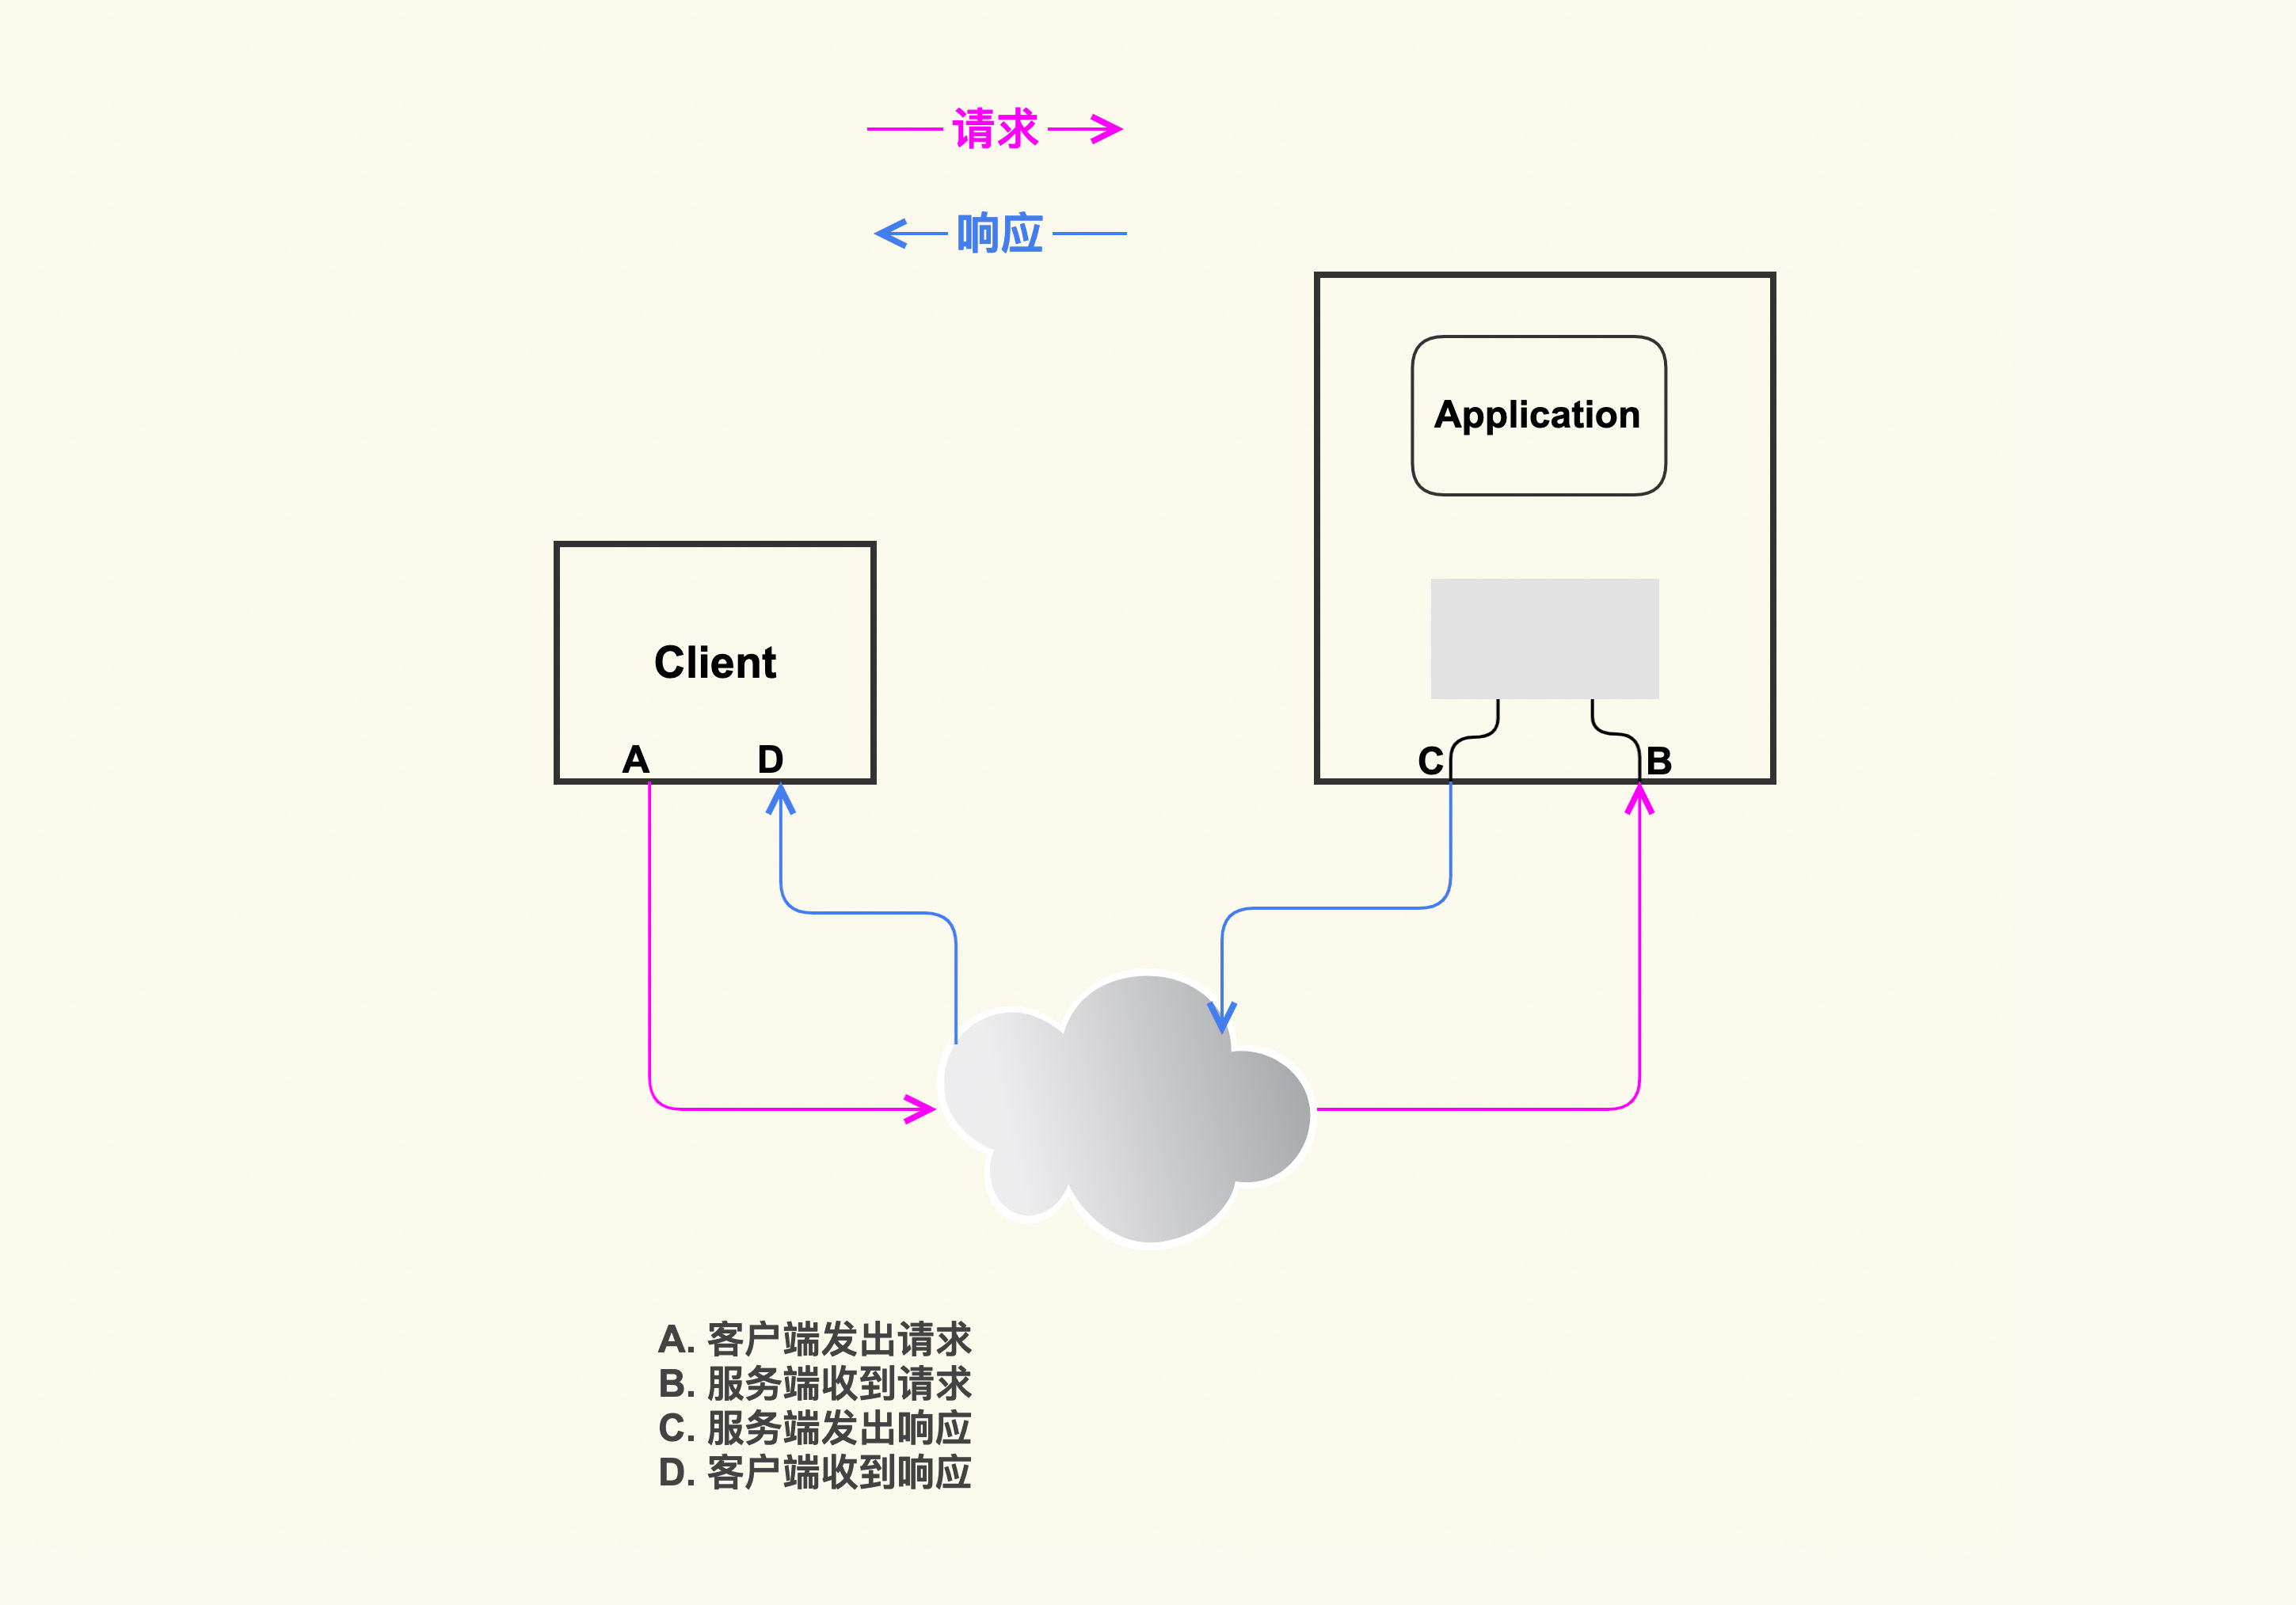 请求
响应
Application
Client
A
D
C
B
A. 客户端发出请求
B. 服务端收到请求
C. 服务端发出响应
D. 客户端收到响应